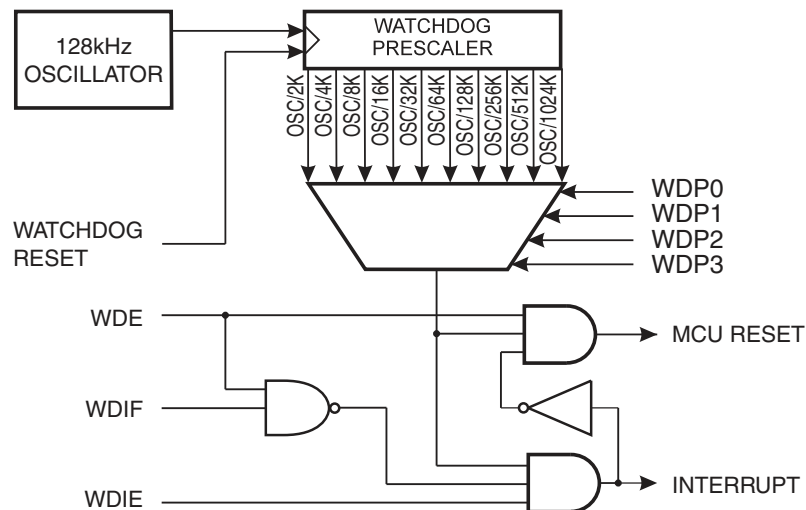 128kHz
OSCILLATOR
WATCHDOG
PRESCALER
OSC/2K
OSC/4K
OSC/8K
OSC/16K
OSC/32K
OSC/64K
OSC/128K
OSC/256K
OSC/512K
OSC/1024K
WDP0
WDP1
WDP2
WDP3
WATCHDOG
RESET
WDE
MCU RESET
WDIF
WDIE
INTERRUPT